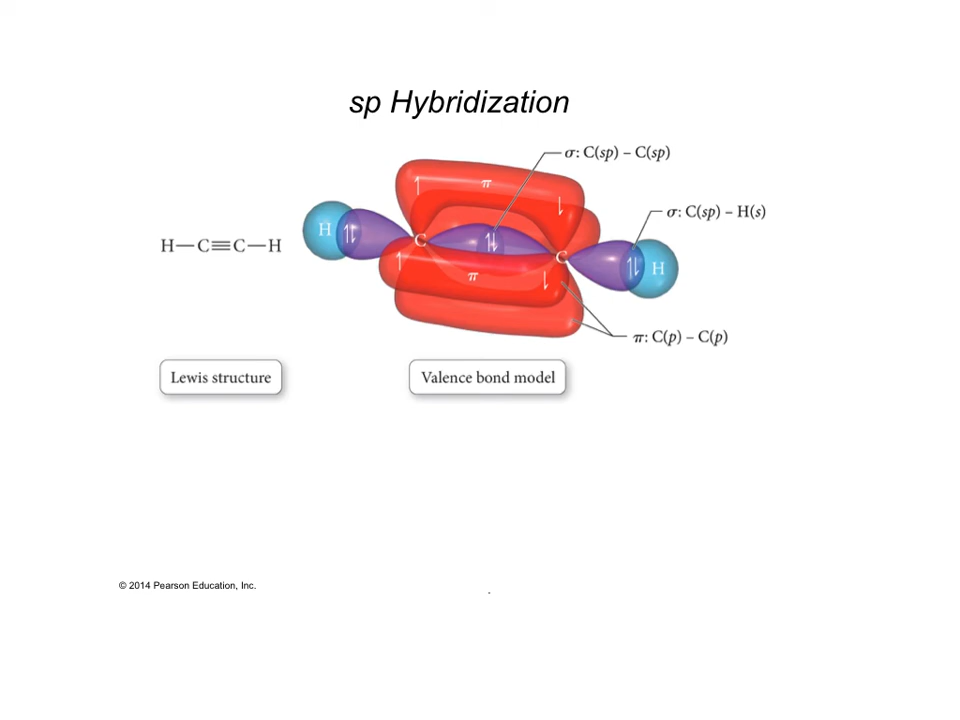 sp Hybridization
σ: C(sp) – C(sp)
π
H
C
σ: C(sp) – H(s)
H—C≡C—H
C
H
π
π: C(p) – C(p)
Lewis structure
Valence bond model
© 2014 Pearson Education, Inc.